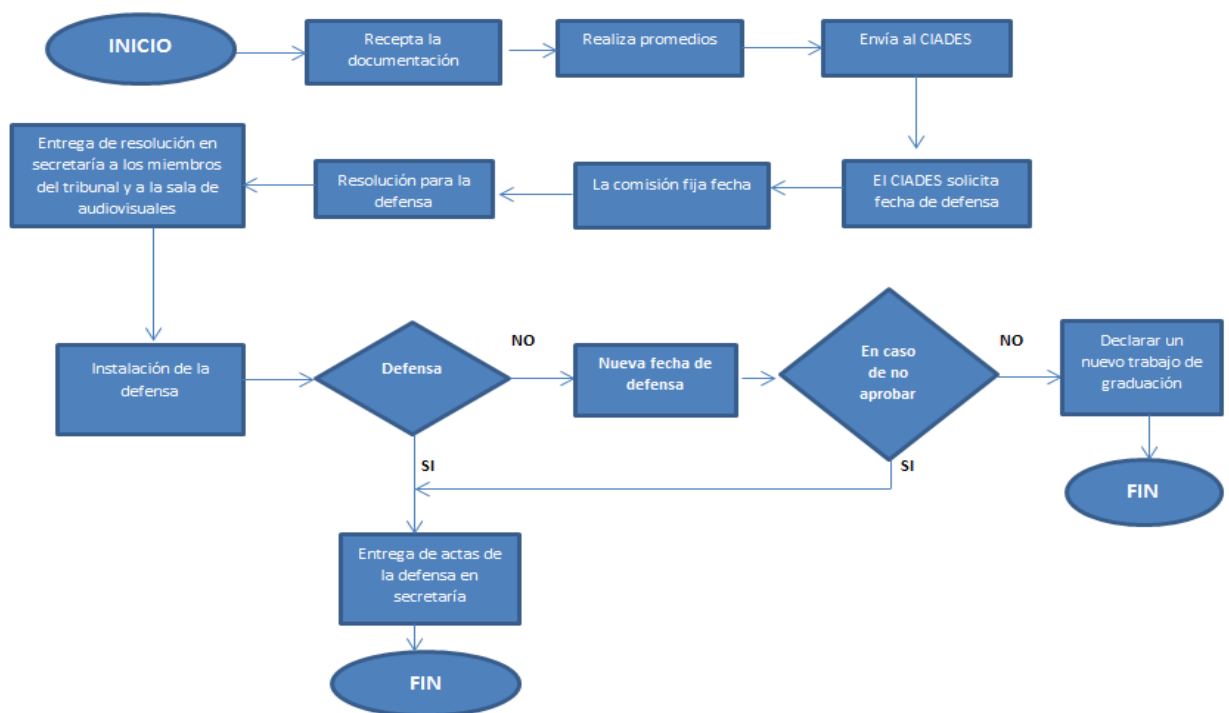 INICIO
Recepta la
documentación
Realiza promedios
Envía al CIADES
Entrega de resolución en
secretaría a los miembros
del tribunal y a la sala de
audiovisuales
Resolución para la
defensa
La comisión fija fecha
El CIADES solicita
fecha de defensa
Instalación de la
defensa
Defensa
NO
Nueva fecha de
defensa
En caso
de no
aprobar
NO
Declarar un
nuevo trabajo de
graduación
SI
SI
FIN
Entrega de actas de
la defensa en
secretaría
FIN